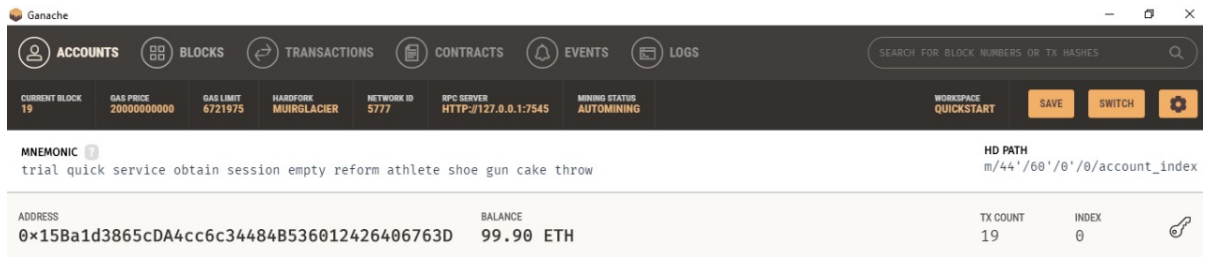 Ganache
ACCOUNTS BLOCKS TRANSACTIONS CONTRACTS EVENTS LOGS SEARCH FOR BLOCK NUMBERS OR TX HASHES
CURRENT BLOCK GAS PRICE GAS LIMIT HARDFORK NETWORK ID RPC SERVER MINING STATUS WORKSPACE
19 20000000000 6721975 MUIRGLACIER 5777 HTTP://127.0.0.1:7545 AUTOMINING QUICKSTART SAVE SWITCH
MNEMONIC ? HD PATH
trial quick service obtain session empty reform athlete shoe gun cake throw m/44'/60'/0'/0/account_index
ADDRESS BALANCE TX COUNT INDEX
0×15Ba1d3865cDA4cc6c34484B536012426406763D 99.90 ETH 19 0